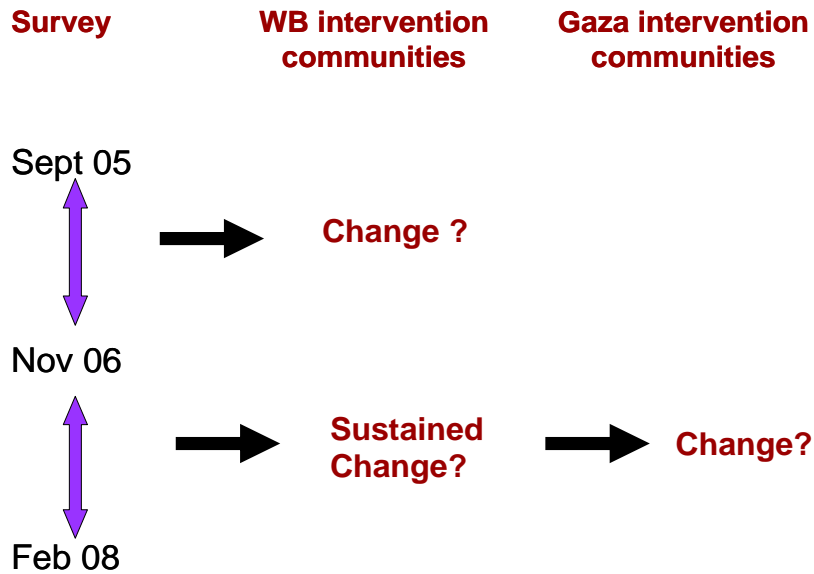 Survey
WB intervention
communities
Gaza intervention
communities
Sept 05
Change ?
Nov 06
Sustained
Change?
Change?
Feb 08